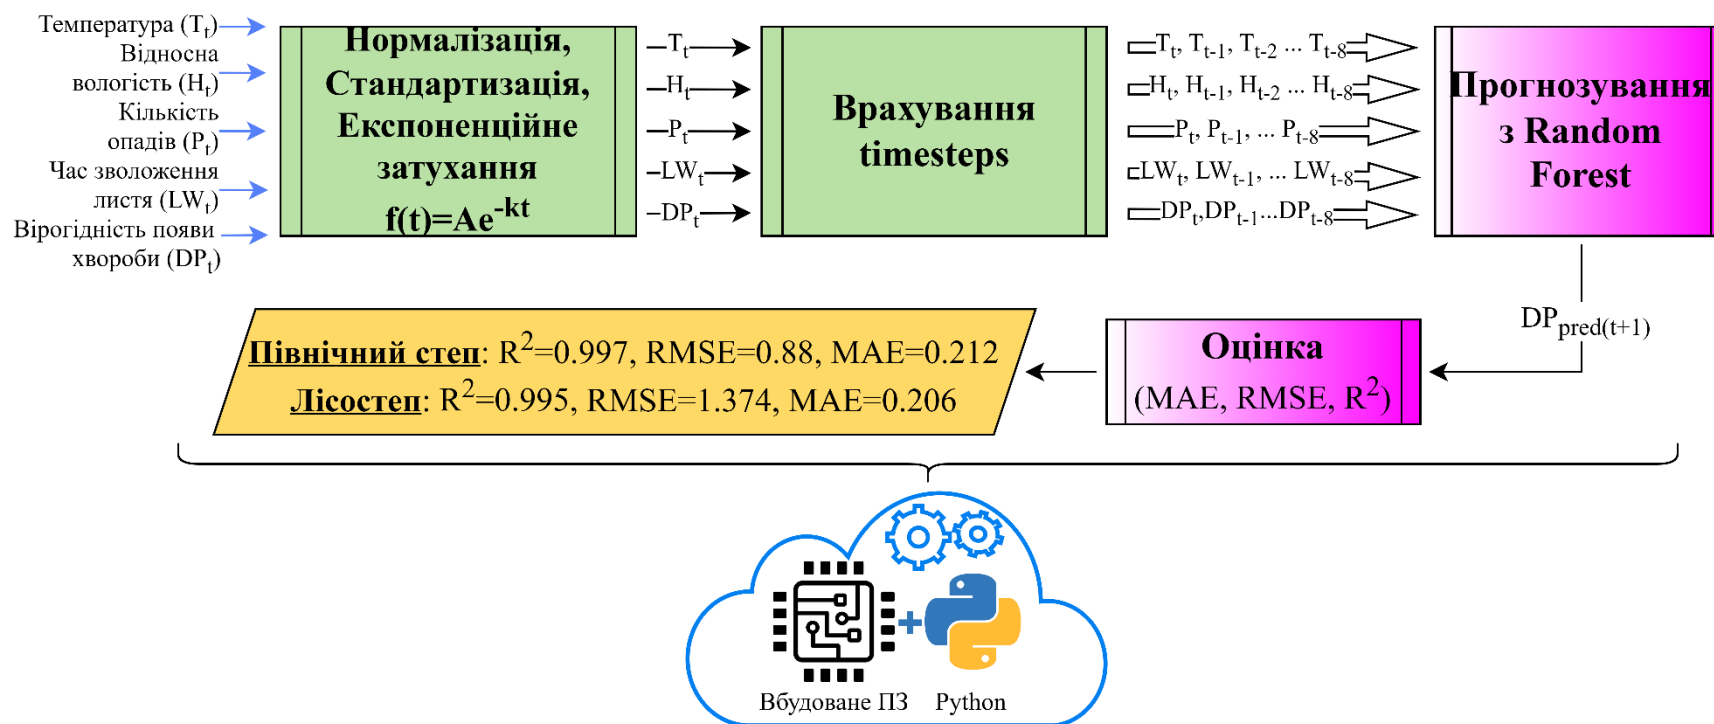 Температура (Tt)
Відносна
вологість (Ht)
Кількість
опадів (Pt)
Час зволоження
листя (LWt)
Вірогідність появи
хвороби (DPt)
Нормалізація,
Стандартизація,
Експоненційне
затухання
f(t)=Ae-kt
Tt
Ht
Pt
LWt
DPt
Врахування
timesteps
Tt, Tt-1, Tt-2 ... Tt-8
Ht, Ht-1, Ht-2 ... Ht-8
Pt, Pt-1, ... Pt-8
LWt, LWt-1, ... LWt-8
DPt,DPt-1...DPt-8
Прогнозування
з Random
Forest
DPpred(t+1)
Оцінка
(MAE, RMSE, R2)
Північний степ: R2=0.997, RMSE=0.88, MAE=0.212
Лісостеп: R2=0.995, RMSE=1.374, MAE=0.206
+
Вбудоване ПЗ Python